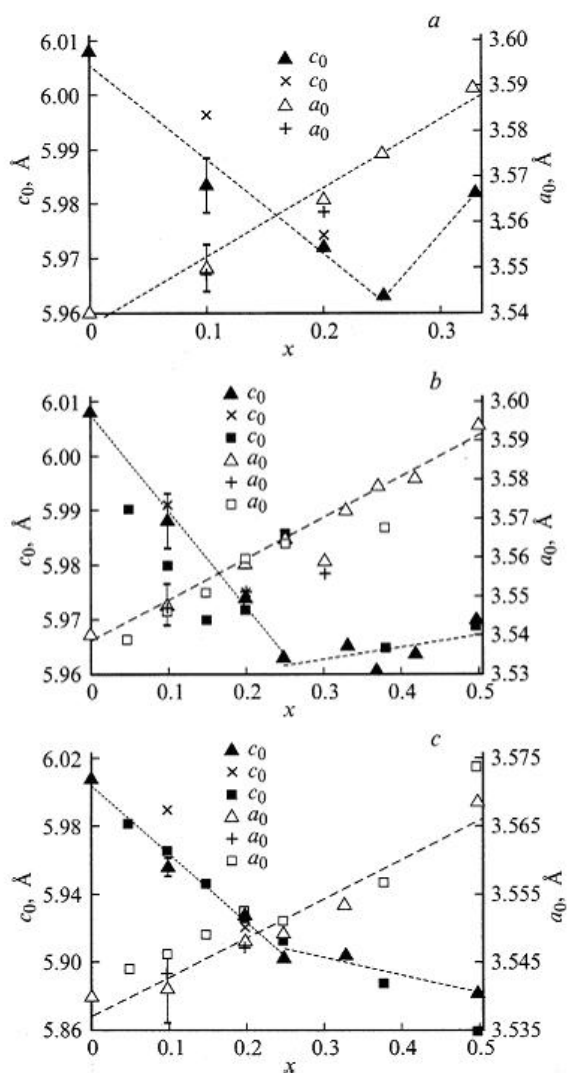 a
6.01
6.00
5.99
5.98
5.97
5.96
c0, Å
▲ c0
× c0
△ a0
+ a0
3.60
3.59
3.58
3.57
3.56
3.55
3.54
a0, Å
0 0.1 0.2 0.3
x
b
6.01
6.00
5.99
5.98
5.97
5.96
c0, Å
▲ c0
× c0
■ c0
△ a0
+ a0
□ a0
3.60
3.59
3.58
3.57
3.56
3.55
3.54
3.53
a0, Å
0 0.1 0.2 0.3 0.4 0.5
x
c
6.02
5.98
5.94
5.90
5.86
c0, Å
▲ c0
× c0
■ c0
△ a0
+ a0
□ a0
3.575
3.565
3.555
3.545
3.535
a0, Å
0 0.1 0.2 0.3 0.4 0.5
x